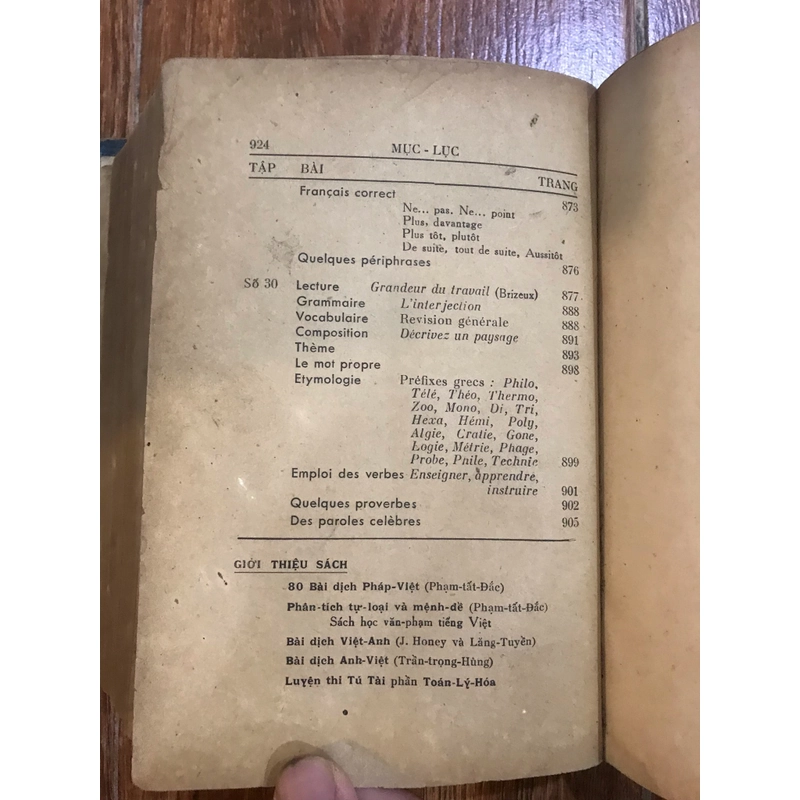 924 MỤC - LỤC
TẬP BÀI TRANG
Français correct 873
Ne... pas, Ne... point
Plus, davantage
Plus tôt, plutôt
De suite, tout de suite, Aussitôt
Quelques périphrases 876
Số 30 Lecture Grandeur du travail (Brizeux) 877
Grammaire L'interjection 888
Vocabulaire Revision générale 888
Composition Décrivez un paysage 891
Thème 893
Le mot propre 898
Etymologie Préfixes grecs : Philo,
Télé, Théo, Thermo,
Zoo, Mono, Di, Tri,
Hexa, Hémi, Poly,
Algie, Cratie, Gone,
Logie, Métrie, Phage,
Probe, Phile, Technie 899
Emploi des verbes Enseigner, apprendre,
instruire 901
Quelques proverbes 902
Des paroles celèbres 905
GIỚI THIỆU SÁCH
80 Bài dịch Pháp-Việt (Phạm-tất-Đắc)
Phân-tích tự-loại và mệnh-đề (Phạm-tất-Đắc)
Sách học văn-phạm tiếng Việt
Bài dịch Việt-Anh (J. Honey và Lãng-Tuyền)
Bài dịch Anh-Việt (Trần-trọng-Hùng)
Luyện thi Tú Tài phần Toán-Lý-Hóa